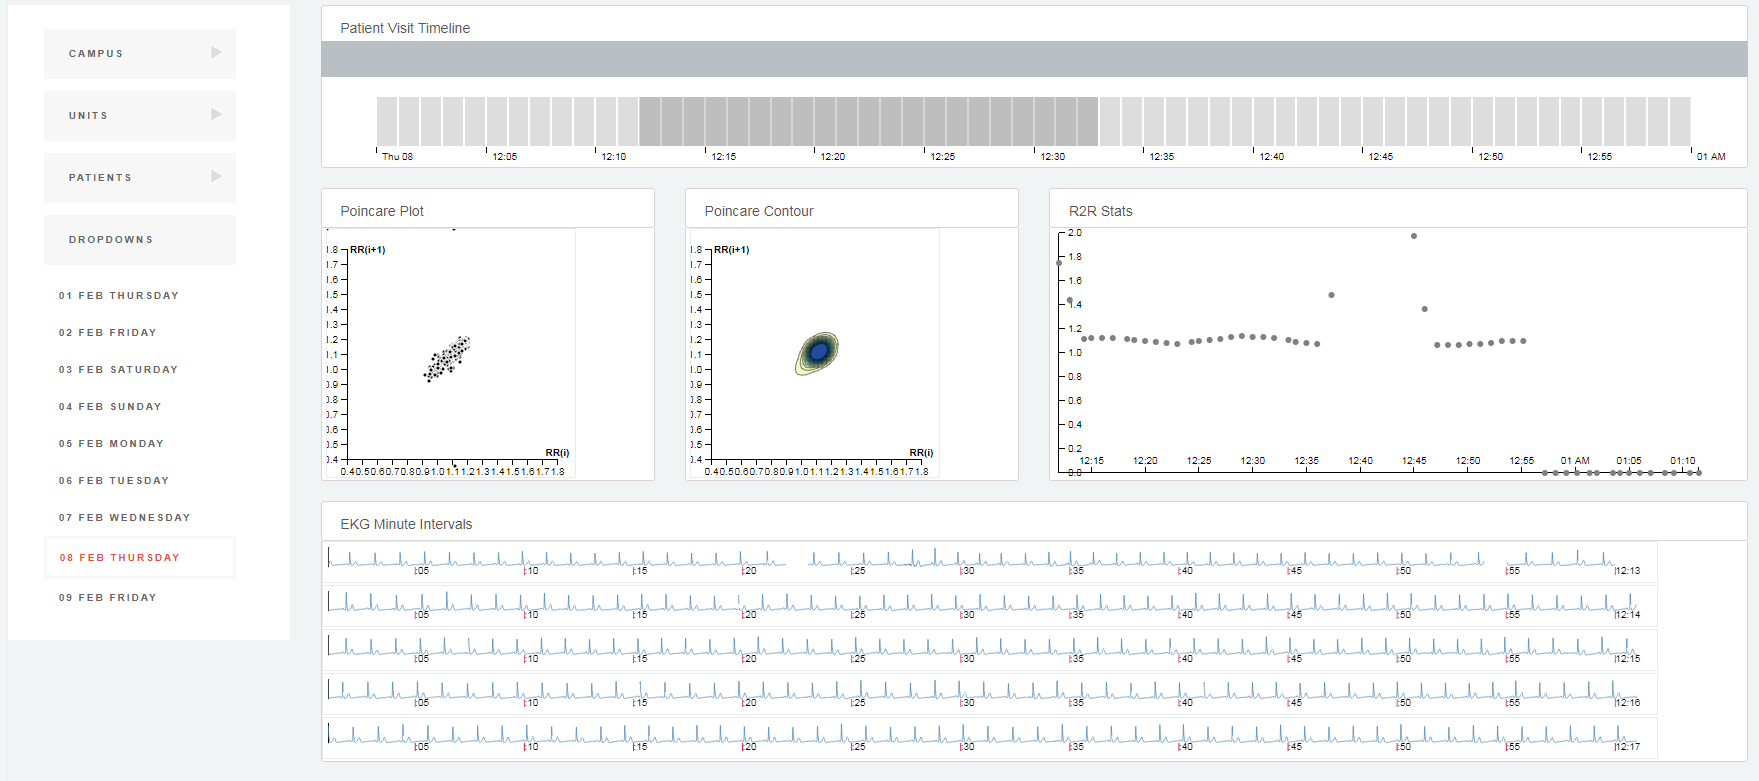 CAMPUS
UNITS
PATIENTS
DROPDOWNS
01 FEB THURSDAY
02 FEB FRIDAY
03 FEB SATURDAY
04 FEB SUNDAY
05 FEB MONDAY
06 FEB TUESDAY
07 FEB WEDNESDAY
08 FEB THURSDAY
09 FEB FRIDAY
Patient Visit Timeline
Thu 08 12:05 12:10 12:15 12:20 12:25 12:30 12:35 12:40 12:45 12:50 12:55 01 AM
Poincare Plot
RR(i+1)
1.8
1.7
1.6
1.5
1.4
1.3
1.2
1.1
1.0
0.9
0.8
0.7
0.6
0.5
0.4
RR(i)
0.4 0.5 0.6 0.7 0.8 0.9 1.0 1.1 1.2 1.3 1.4 1.5 1.6 1.7 1.8
Poincare Contour
RR(i+1)
1.8
1.7
1.6
1.5
1.4
1.3
1.2
1.1
1.0
0.9
0.8
0.7
0.6
0.5
0.4
RR(i)
0.4 0.5 0.6 0.7 0.8 0.9 1.0 1.1 1.2 1.3 1.4 1.5 1.6 1.7 1.8
R2R Stats
2.0
1.8
1.6
1.4
1.2
1.0
0.8
0.6
0.4
0.2
0.0
12:15 12:20 12:25 12:30 12:35 12:40 12:45 12:50 12:55 01 AM 01:05 01:10
EKG Minute Intervals
:05 :10 :15 :20 :25 :30 :35 :40 :45 :50 :55 12:13
:05 :10 :15 :20 :25 :30 :35 :40 :45 :50 :55 12:14
:05 :10 :15 :20 :25 :30 :35 :40 :45 :50 :55 12:15
:05 :10 :15 :20 :25 :30 :35 :40 :45 :50 :55 12:16
:05 :10 :15 :20 :25 :30 :35 :40 :45 :50 :55 12:17